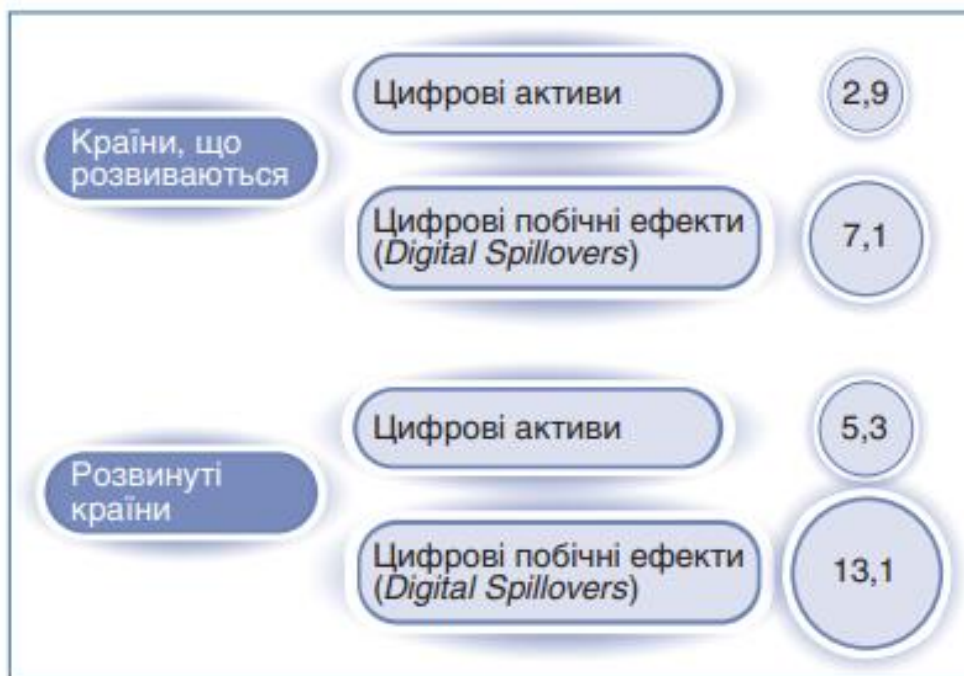 Цифрові активи
2,9
Країни, що
розвиваються
Цифрові побічні ефекти
(Digital Spillovers)
7,1
Цифрові активи
5,3
Розвинуті
країни
Цифрові побічні ефекти
(Digital Spillovers)
13,1